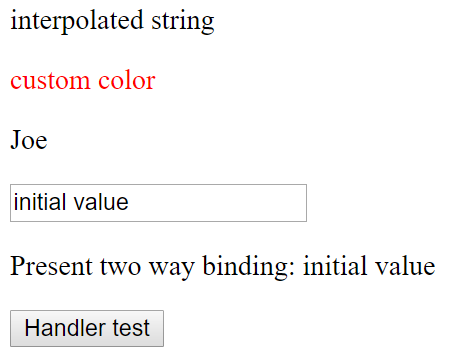 interpolated string
custom color
Joe
initial value
Present two way binding: initial value
Handler test